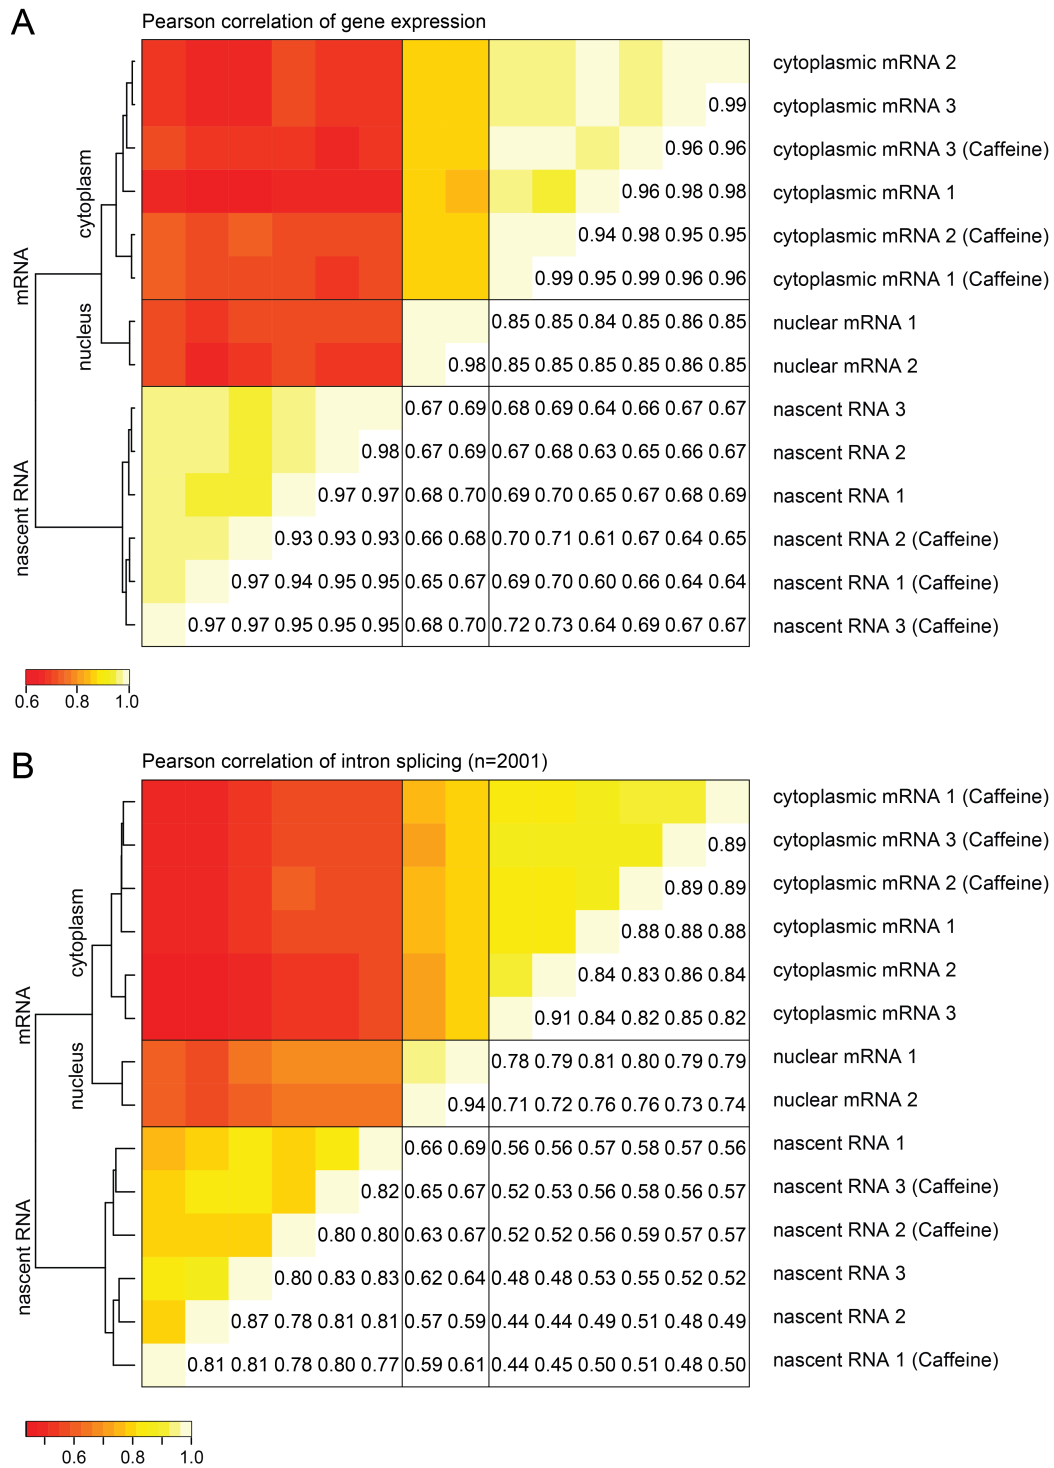 A
Pearson correlation of gene expression
cytoplasmic mRNA 2
0.99 cytoplasmic mRNA 3
0.96 0.96 cytoplasmic mRNA 3 (Caffeine)
0.96 0.98 0.98 cytoplasmic mRNA 1
0.94 0.98 0.95 0.95 cytoplasmic mRNA 2 (Caffeine)
0.99 0.95 0.99 0.96 0.96 cytoplasmic mRNA 1 (Caffeine)
0.85 0.85 0.84 0.85 0.86 0.85 nuclear mRNA 1
0.98 0.85 0.85 0.85 0.85 0.86 0.85 nuclear mRNA 2
0.67 0.69 0.68 0.69 0.64 0.66 0.67 0.67 nascent RNA 3
0.98 0.67 0.69 0.67 0.68 0.63 0.65 0.66 0.67 nascent RNA 2
0.97 0.97 0.68 0.70 0.69 0.70 0.65 0.67 0.68 0.69 nascent RNA 1
0.93 0.93 0.93 0.66 0.68 0.70 0.71 0.61 0.67 0.64 0.65 nascent RNA 2 (Caffeine)
0.97 0.94 0.95 0.95 0.65 0.67 0.69 0.70 0.60 0.66 0.64 0.64 nascent RNA 1 (Caffeine)
0.97 0.97 0.95 0.95 0.95 0.68 0.70 0.72 0.73 0.64 0.69 0.67 0.67 nascent RNA 3 (Caffeine)
mRNA
cytoplasm
nucleus
nascent RNA
0.6 0.8 1.0
B
Pearson correlation of intron splicing (n=2001)
cytoplasmic mRNA 1 (Caffeine)
0.89 cytoplasmic mRNA 3 (Caffeine)
0.89 0.89 cytoplasmic mRNA 2 (Caffeine)
0.88 0.88 0.88 cytoplasmic mRNA 1
0.84 0.83 0.86 0.84 cytoplasmic mRNA 2
0.91 0.84 0.82 0.85 0.82 cytoplasmic mRNA 3
0.78 0.79 0.81 0.80 0.79 0.79 nuclear mRNA 1
0.94 0.71 0.72 0.76 0.76 0.73 0.74 nuclear mRNA 2
0.66 0.69 0.56 0.56 0.57 0.58 0.57 0.56 nascent RNA 1
0.82 0.65 0.67 0.52 0.53 0.56 0.58 0.56 0.57 nascent RNA 3 (Caffeine)
0.80 0.80 0.63 0.67 0.52 0.52 0.56 0.59 0.57 0.57 nascent RNA 2 (Caffeine)
0.80 0.83 0.83 0.62 0.64 0.48 0.48 0.53 0.55 0.52 0.52 nascent RNA 3
0.87 0.78 0.81 0.81 0.57 0.59 0.44 0.44 0.49 0.51 0.48 0.49 nascent RNA 2
0.81 0.81 0.78 0.80 0.77 0.59 0.61 0.44 0.45 0.50 0.51 0.48 0.50 nascent RNA 1 (Caffeine)
mRNA
cytoplasm
nucleus
nascent RNA
0.6 0.8 1.0